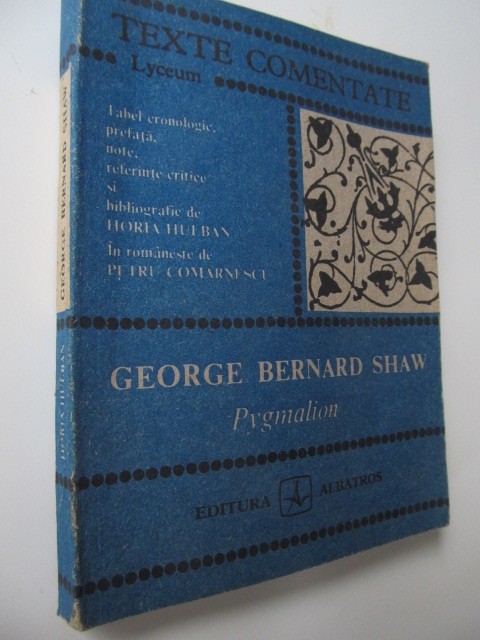 TEXTE COMENTATE
Lyceum
Tabel cronologic,
prefață,
note,
referințe critice
și
bibliografie de
HORIA HULBAN
În românește de
PETRU COMARNESCU
GEORGE BERNARD SHAW
Pygmalion
EDITURA ALBATROS
GEORGE BERNARD SHAW
HORIA HULBAN